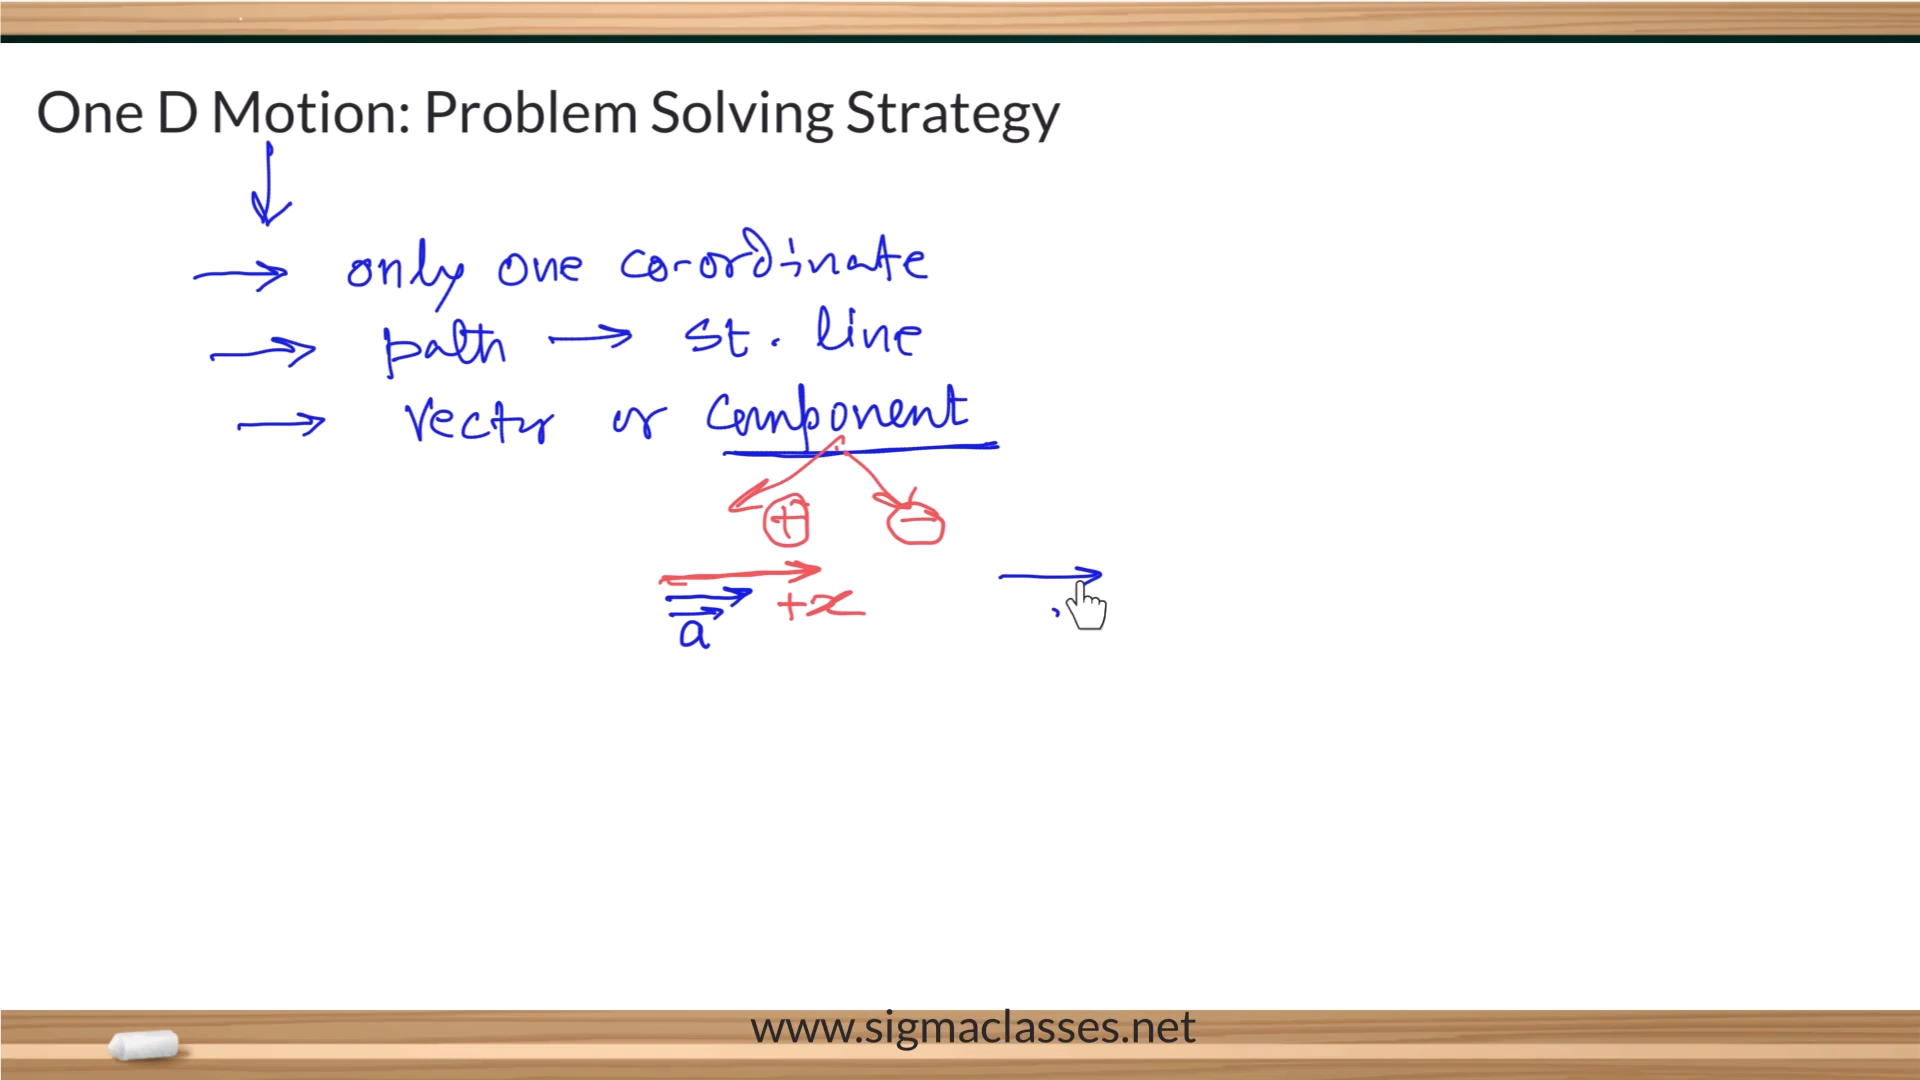 One D Motion: Problem Solving Strategy
→ only one co-ordinate
→ path → st. line
→ vector or component
+ −
a +x
www.sigmaclasses.net